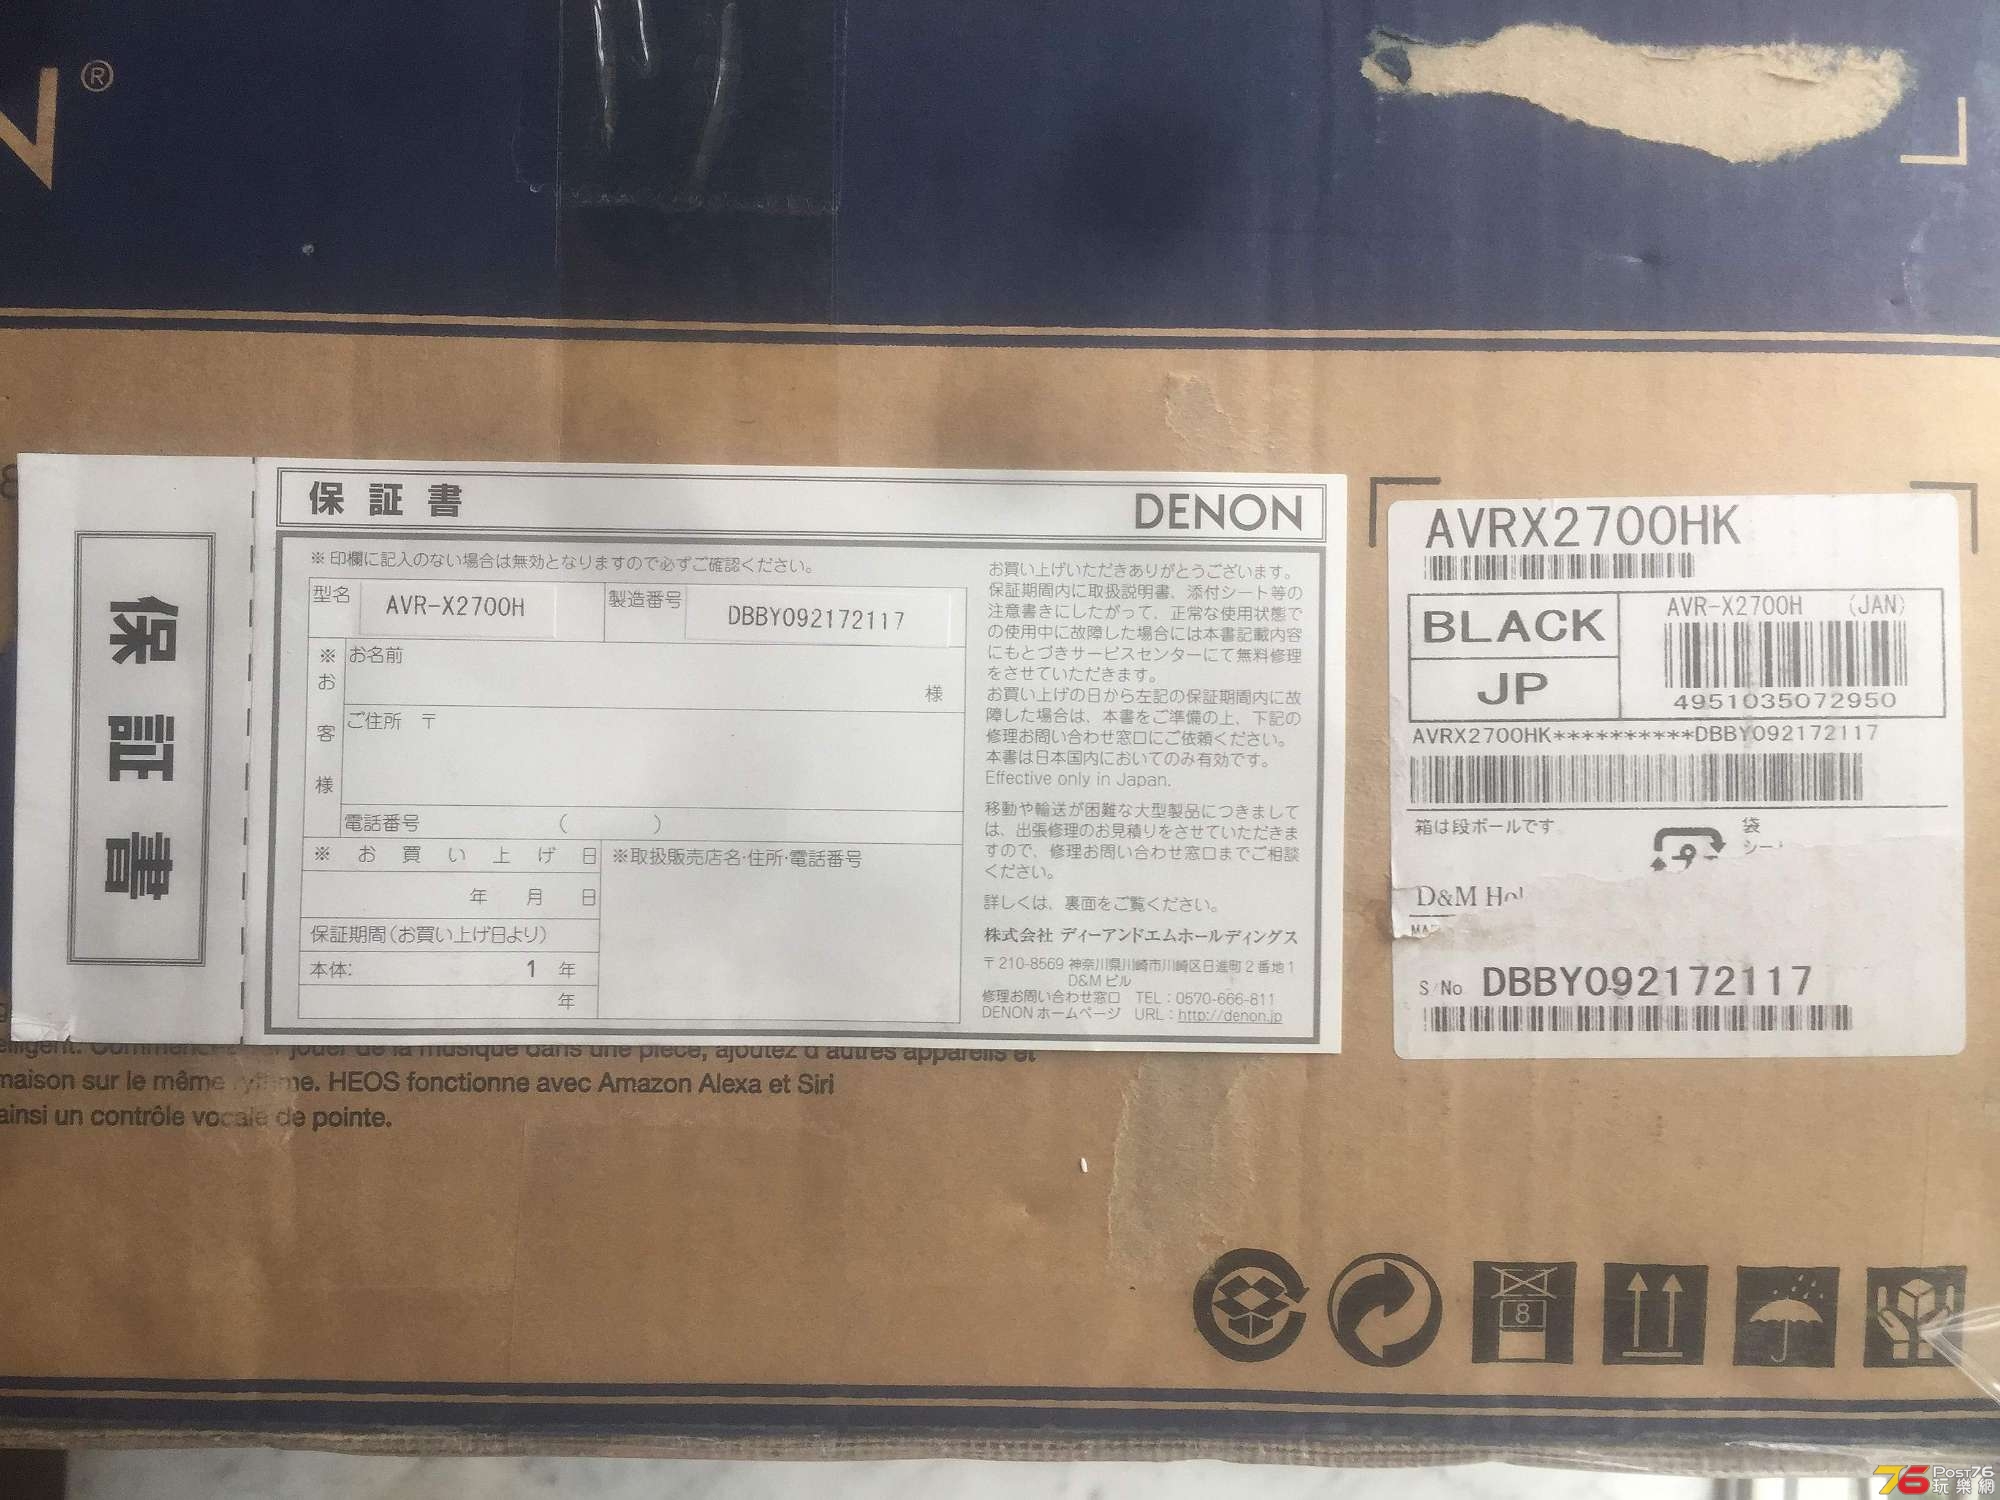 ®
保証書
保証書
DENON
※印欄に記入のない場合は無効となりますので必ずご確認ください。
型名
AVR-X2700H
製造番号
DBBY092172117
※お客様
お名前
様
ご住所 〒
電話番号 ( )
※お買い上げ日
年 月 日
保証期間(お買い上げ日より)
本体: 1 年
年
※取扱販売店名・住所・電話番号
お買い上げいただきありがとうございます。
保証期間内に取扱説明書、添付シート等の
注意書きにしたがって、正常な使用状態で
の使用中に故障した場合には本書記載内容
にもとづきサービスセンターにて無料修理
をさせていただきます。
お買い上げの日から左記の保証期間内に故
障した場合は、本書をご準備の上、下記の
修理お問い合わせ窓口にご依頼ください。
本書は日本国内においてのみ有効です。
Effective only in Japan.
移動や輸送が困難な大型製品につきまして
は、出張修理のお見積りをさせていただきま
すので、修理お問い合わせ窓口までご相談
ください。
詳しくは、裏面をご覧ください。
株式会社 ディーアンドエムホールディングス
〒210-8569 神奈川県川崎市川崎区日進町2番地1
D&Mビル
修理お問い合わせ窓口 TEL:0570-666-811
DENONホームページ URL:http://denon.jp
AVRX2700HK
BLACK
JP
AVR-X2700H (JAN)
4951035072950
AVRX2700HK**********DBBY092172117
箱は段ボールです
袋
D&M
S/No. DBBY092172117
jouer de la musique dans une pièce, ajoutez d'autres appareils et
maison sur le même rythme. HEOS fonctionne avec Amazon Alexa et Siri
ainsi un contrôle vocale de pointe.
8
76 Post76
玩樂網